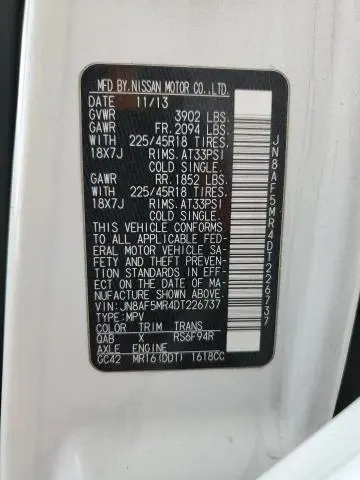 MFD BY.NISSAN MOTOR CO.,LTD.
DATE 11/13
GVWR 3902 LBS.
GAWR FR.2094 LBS.
WITH 225/45R18 TIRES.
18X7J RIMS.AT33PSI
COLD SINGLE.
GAWR RR.1852 LBS.
WITH 225/45R18 TIRES.
18X7J RIMS.AT33PSI
COLD SINGLE.
THIS VEHICLE CONFORMS
TO ALL APPLICABLE FED-
ERAL MOTOR VEHICLE SA-
FETY AND THEFT PREVENTION
STANDARDS IN EFF-
ECT ON THE DATE OF MANU-
FACTURE SHOWN ABOVE.
VIN: JN8AF5MR4DT226737
TYPE: MPV
COLOR TRIM TRANS
QAB X RS6F94R
AXLE ENGINE
GC42 MR16(DDT) 1618CC
JN8AF5MR4DT226737